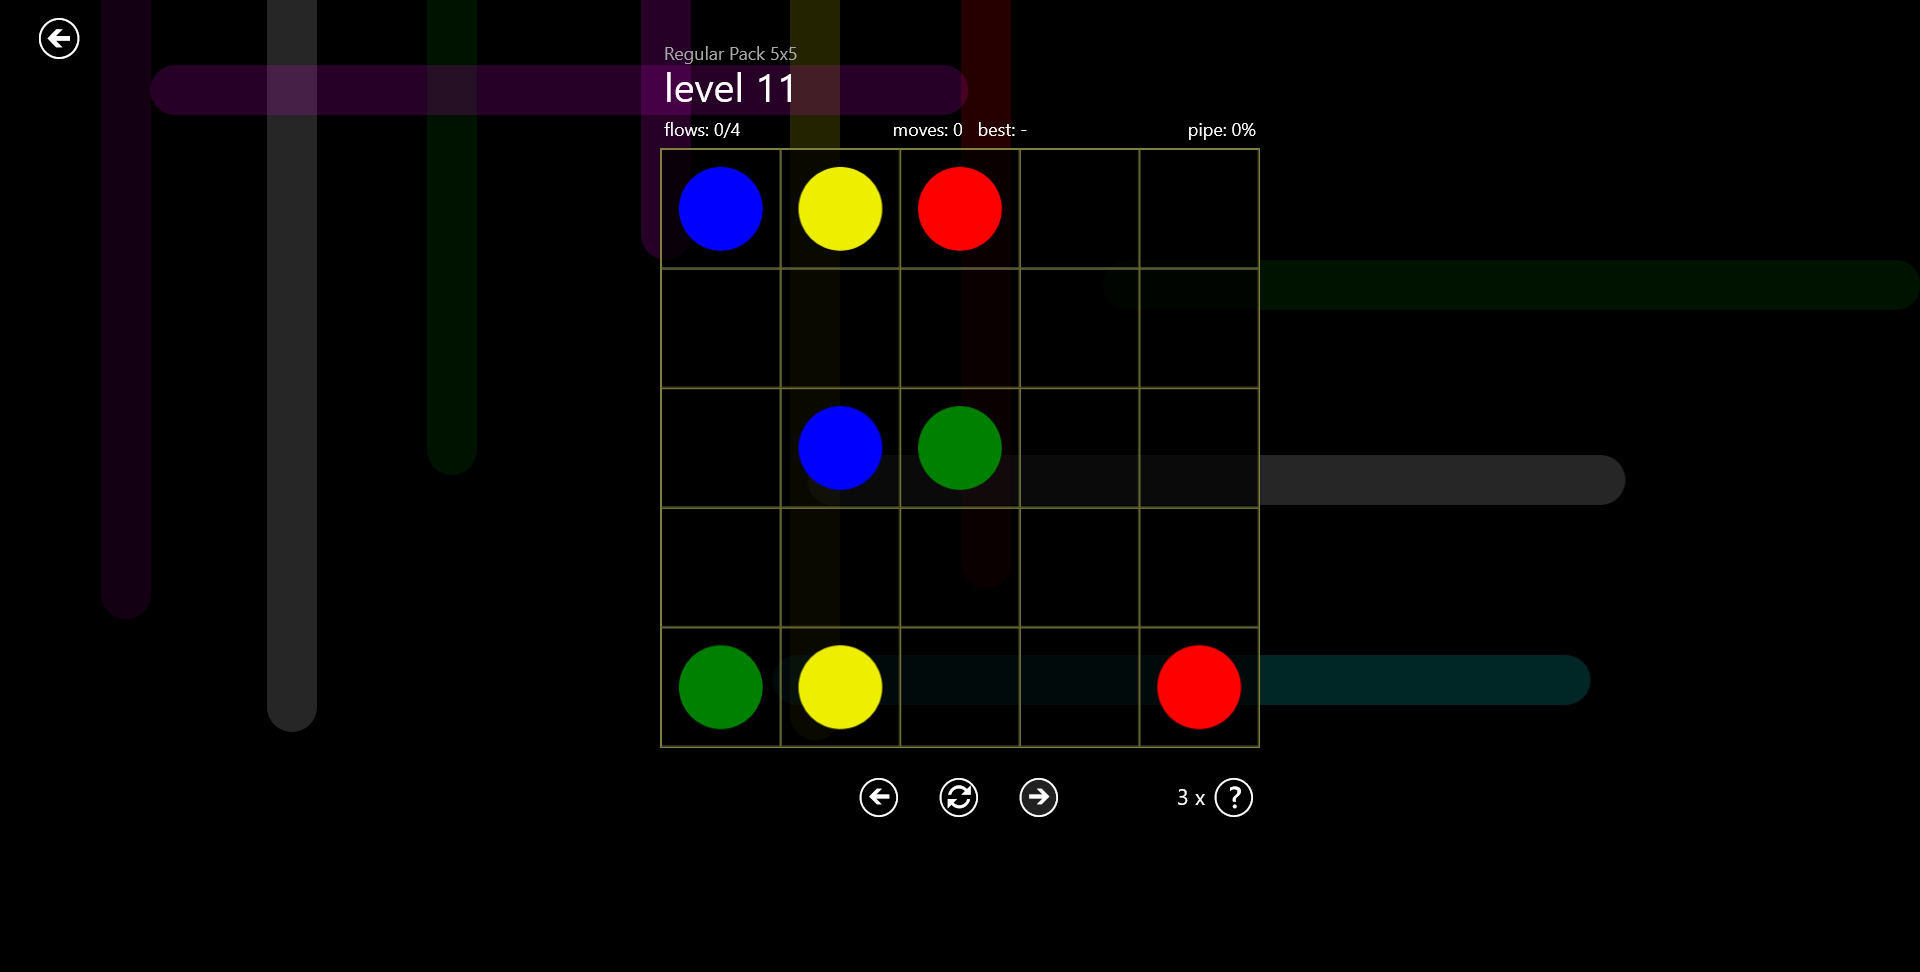 Regular Pack 5x5
level 11
flows: 0/4 moves: 0 best: - pipe: 0%
3 x ?